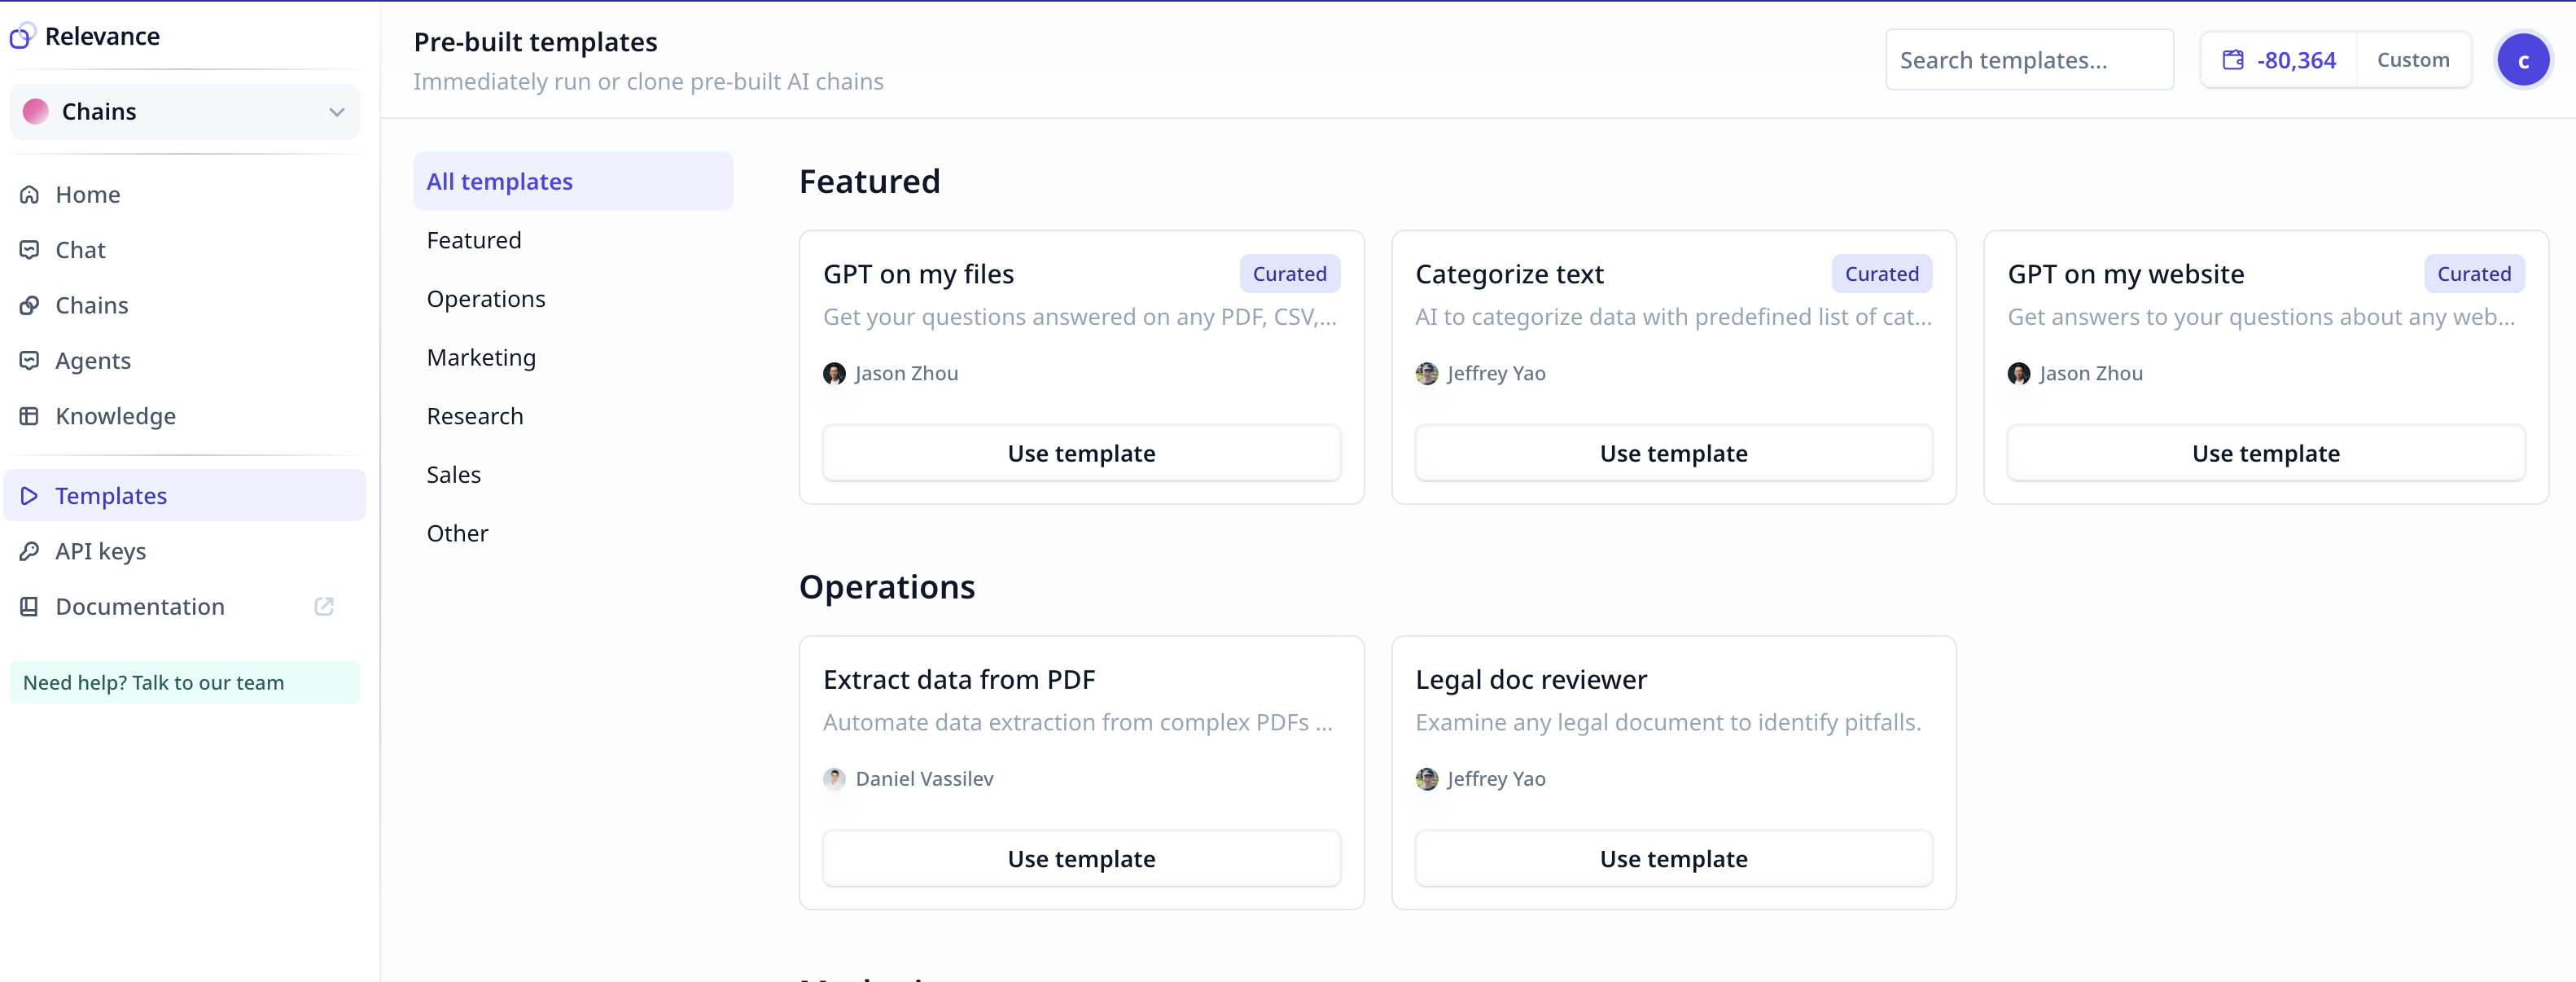 Relevance
Chains
Home
Chat
Chains
Agents
Knowledge
Templates
API keys
Documentation
Need help? Talk to our team
Pre-built templates
Immediately run or clone pre-built AI chains
Search templates...
-80,364
Custom
c
All templates
Featured
Operations
Marketing
Research
Sales
Other
Featured
GPT on my files
Curated
Get your questions answered on any PDF, CSV,...
Jason Zhou
Use template
Categorize text
Curated
AI to categorize data with predefined list of cat...
Jeffrey Yao
Use template
GPT on my website
Curated
Get answers to your questions about any web...
Jason Zhou
Use template
Operations
Extract data from PDF
Automate data extraction from complex PDFs ...
Daniel Vassilev
Use template
Legal doc reviewer
Examine any legal document to identify pitfalls.
Jeffrey Yao
Use template